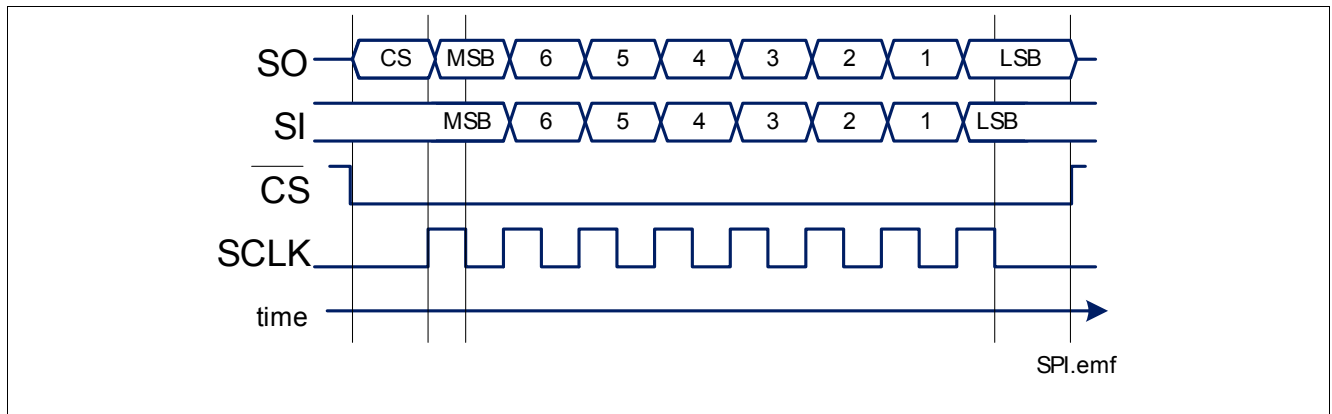 SO CS MSB 6 5 4 3 2 1 LSB
SI MSB 6 5 4 3 2 1 LSB
CS
SCLK
time
SPI.emf